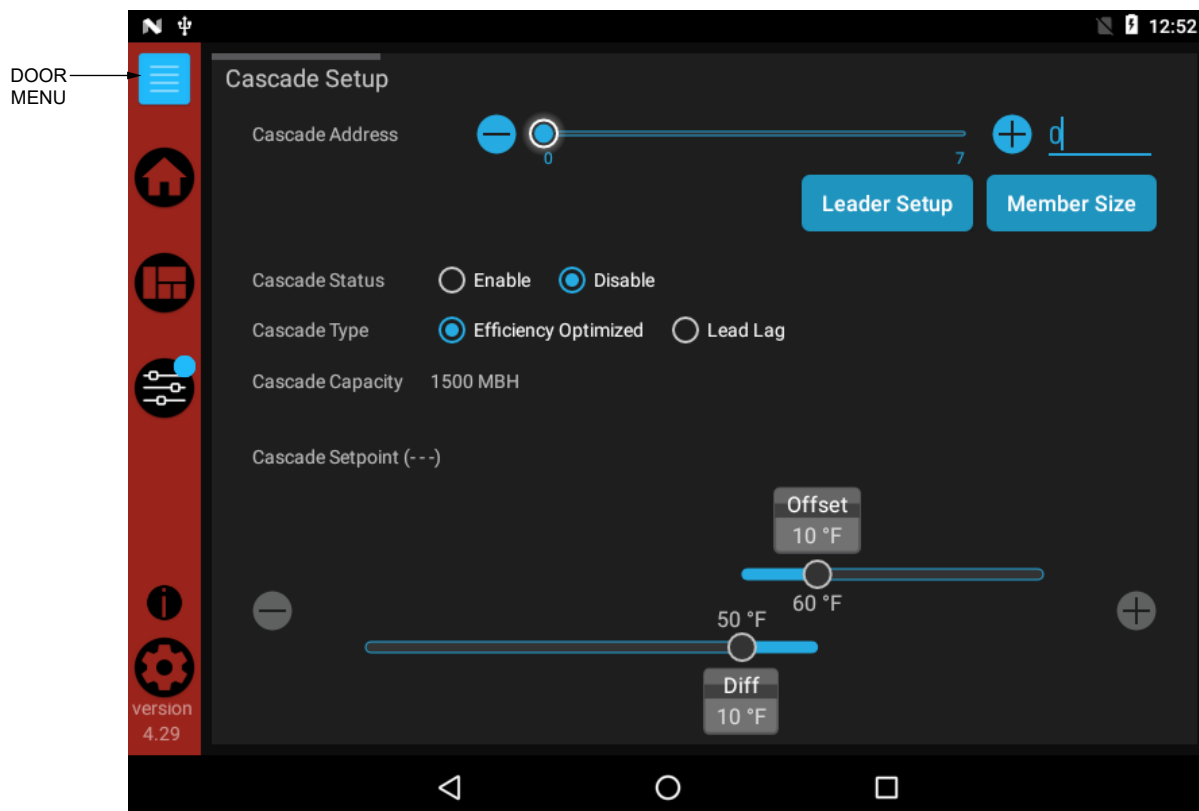 12:52
DOOR
MENU
Cascade Setup
Cascade Address
0
7
0
Leader Setup
Member Size
Cascade Status
Enable
Disable
Cascade Type
Efficiency Optimized
Lead Lag
Cascade Capacity
1500 MBH
Cascade Setpoint (---)
Offset
10 °F
60 °F
50 °F
Diff
10 °F
version
4.29